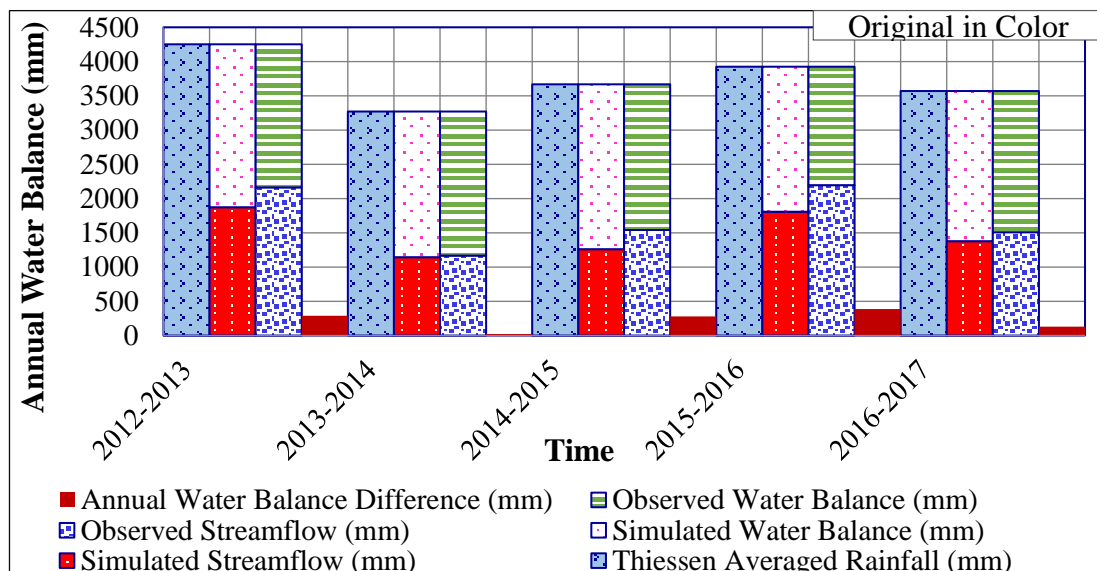 Original in Color
Annual Water Balance (mm)
4500
4000
3500
3000
2500
2000
1500
1000
500
0
2012-2013
2013-2014
2014-2015
2015-2016
2016-2017
Time
Annual Water Balance Difference (mm)
Observed Water Balance (mm)
Observed Streamflow (mm)
Simulated Water Balance (mm)
Simulated Streamflow (mm)
Thiessen Averaged Rainfall (mm)